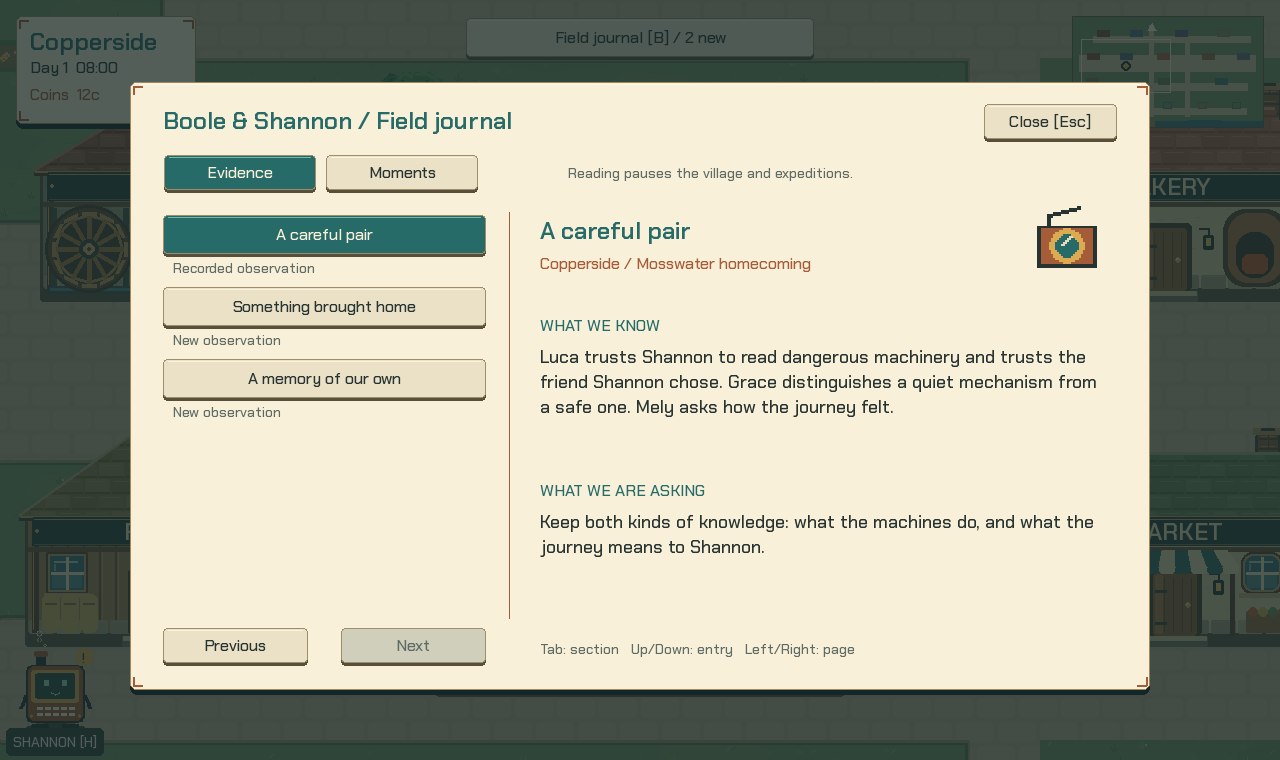 Copperside
Day 1 08:00
Coins 12c
Field journal [B] / 2 new
Boole & Shannon / Field journal
Close [Esc]
Evidence
Moments
Reading pauses the village and expeditions.
A careful pair
Recorded observation
Something brought home
New observation
A memory of our own
New observation
A careful pair
Copperside / Mosswater homecoming
WHAT WE KNOW
Luca trusts Shannon to read dangerous machinery and trusts the
friend Shannon chose. Grace distinguishes a quiet mechanism from
a safe one. Mely asks how the journey felt.
WHAT WE ARE ASKING
Keep both kinds of knowledge: what the machines do, and what the
journey means to Shannon.
Previous
Next
Tab: section Up/Down: entry Left/Right: page
KERY
ARKET
SHANNON [H]